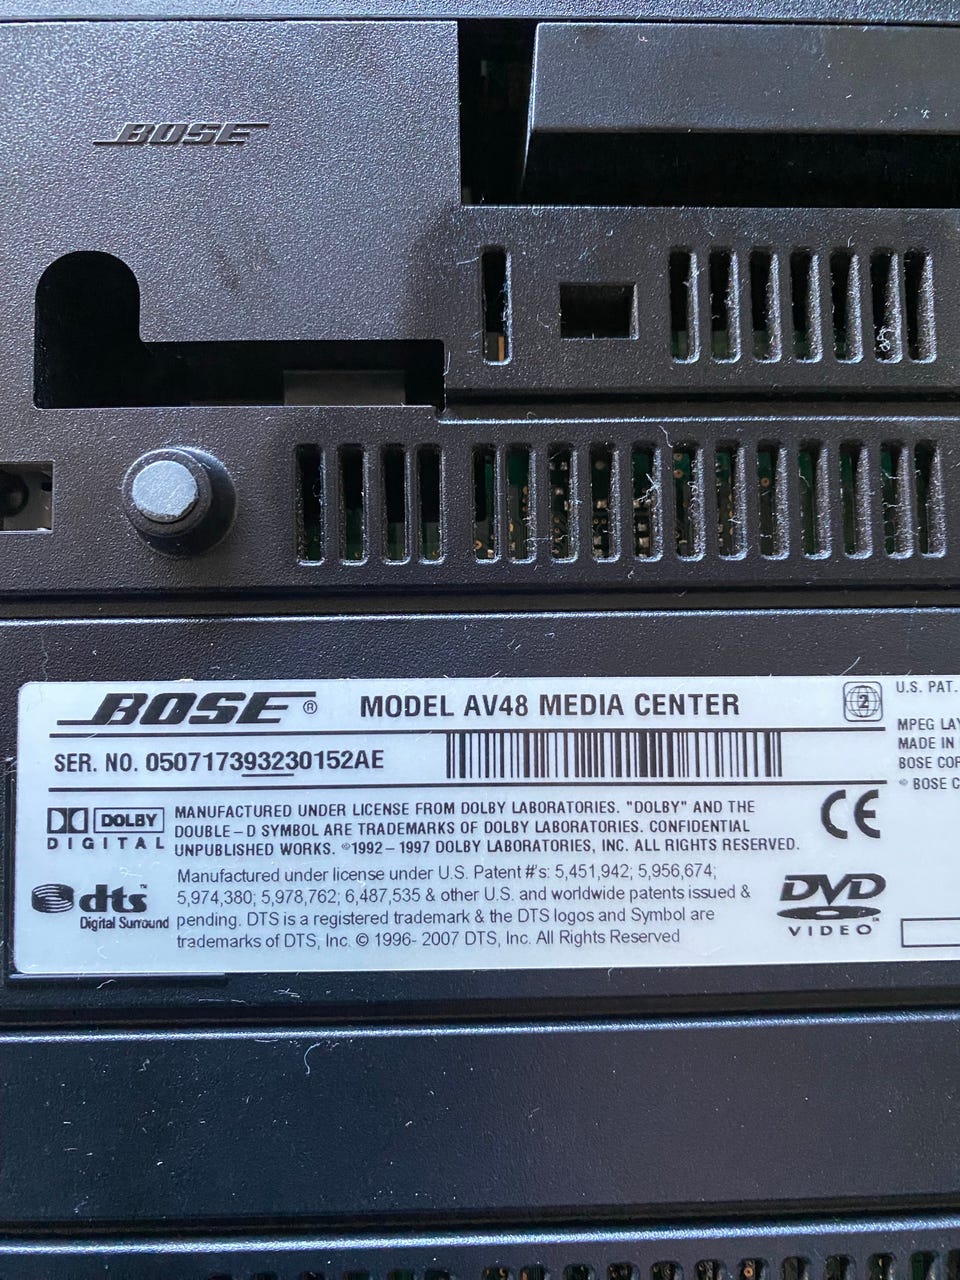 BOSE
BOSE® MODEL AV48 MEDIA CENTER
2
U.S. PAT.
SER. NO. 050717393230152AE
MPEG LAY
MADE IN
BOSE COR
© BOSE C
DOLBY
DIGITAL
MANUFACTURED UNDER LICENSE FROM DOLBY LABORATORIES. "DOLBY" AND THE
DOUBLE-D SYMBOL ARE TRADEMARKS OF DOLBY LABORATORIES. CONFIDENTIAL
UNPUBLISHED WORKS. ©1992-1997 DOLBY LABORATORIES, INC. ALL RIGHTS RESERVED.
CE
dts™
Digital Surround
Manufactured under license under U.S. Patent #'s: 5,451,942; 5,956,674;
5,974,380; 5,978,762; 6,487,535 & other U.S. and worldwide patents issued &
pending. DTS is a registered trademark & the DTS logos and Symbol are
trademarks of DTS, Inc. © 1996- 2007 DTS, Inc. All Rights Reserved
DVD
VIDEO™